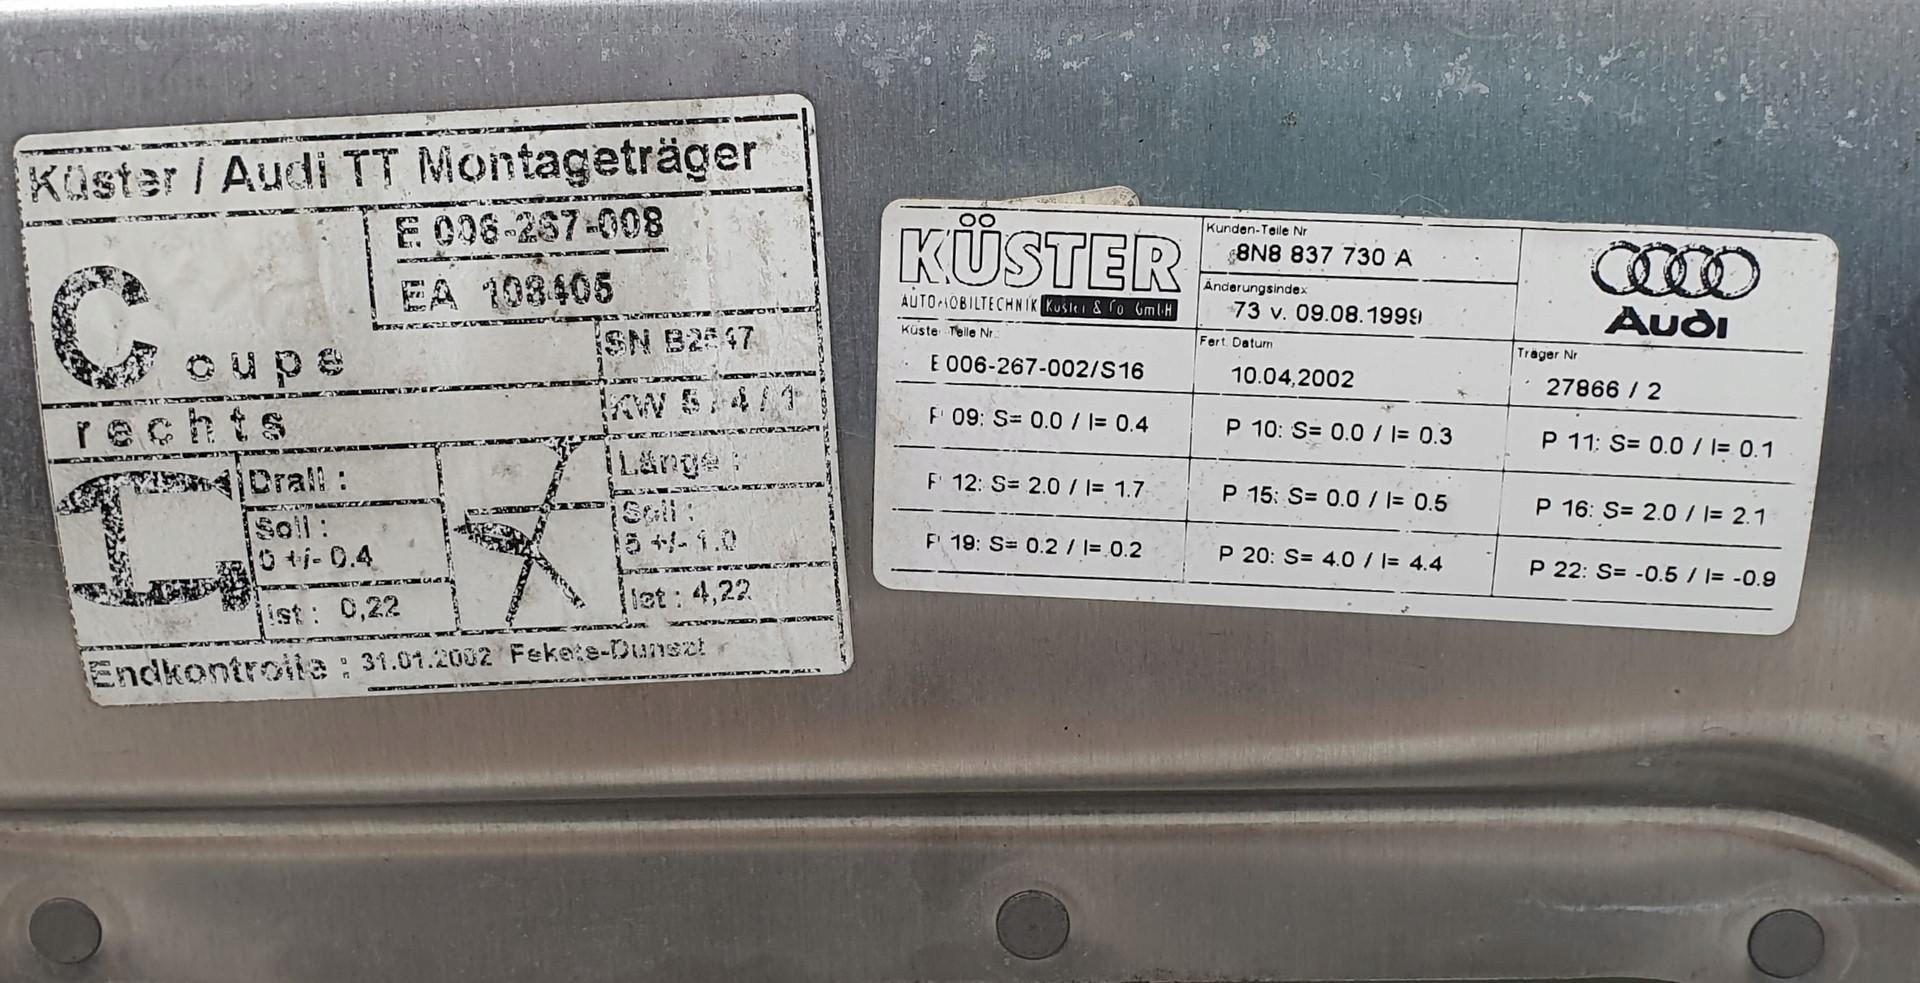 Küster / Audi TT Montageträger
E 006-267-008
EA 108405
Coupe
SN B2547
rechts
KW 5 / 4 / 1
Drall :
Länge :
Soll :
0 +/- 0.4
Soll :
5 +/- 1.0
Ist : 0,22
Ist : 4,22
Endkontrolle : 31.01.2002 Fekete-Dunszt
KÜSTER
AUTOMOBILTECHNIK Küster & Co GmbH
Kunden-Teile Nr
8N8 837 730 A
Änderungsindex
73 v. 09.08.1999
Audi
Küster Teile Nr.
E 006-267-002/S16
Fert. Datum
10.04.2002
Träger Nr
27866 / 2
P 09: S= 0.0 / I= 0.4
P 10: S= 0.0 / I= 0.3
P 11: S= 0.0 / I= 0.1
P 12: S= 2.0 / I= 1.7
P 15: S= 0.0 / I= 0.5
P 16: S= 2.0 / I= 2.1
P 19: S= 0.2 / I= 0.2
P 20: S= 4.0 / I= 4.4
P 22: S= -0.5 / I= -0.9